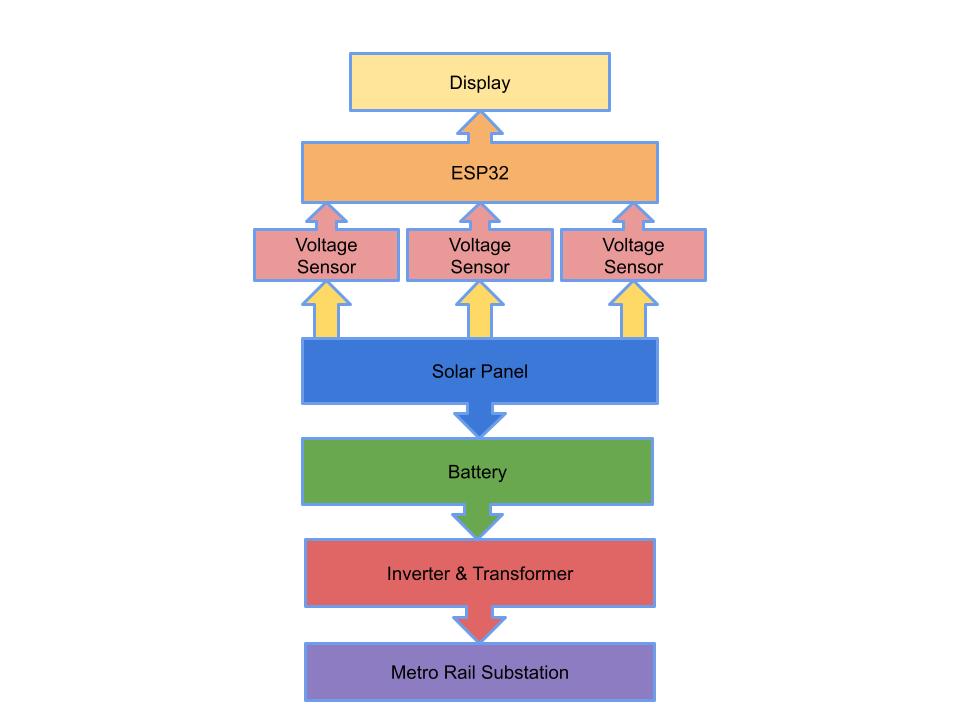 Display
ESP32
Voltage
Sensor
Voltage
Sensor
Voltage
Sensor
Solar Panel
Battery
Inverter & Transformer
Metro Rail Substation